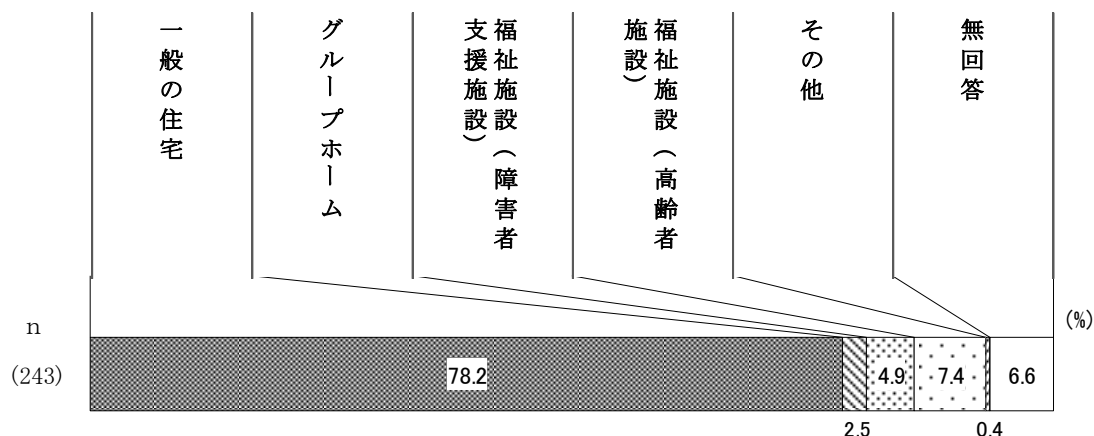 一般の住宅
グループホーム
福祉施設（障害者
支援施設）
福祉施設（高齢者
施設）
その他
無回答
(%)
n
(243)
78.2
4.9
7.4
6.6
2.5
0.4